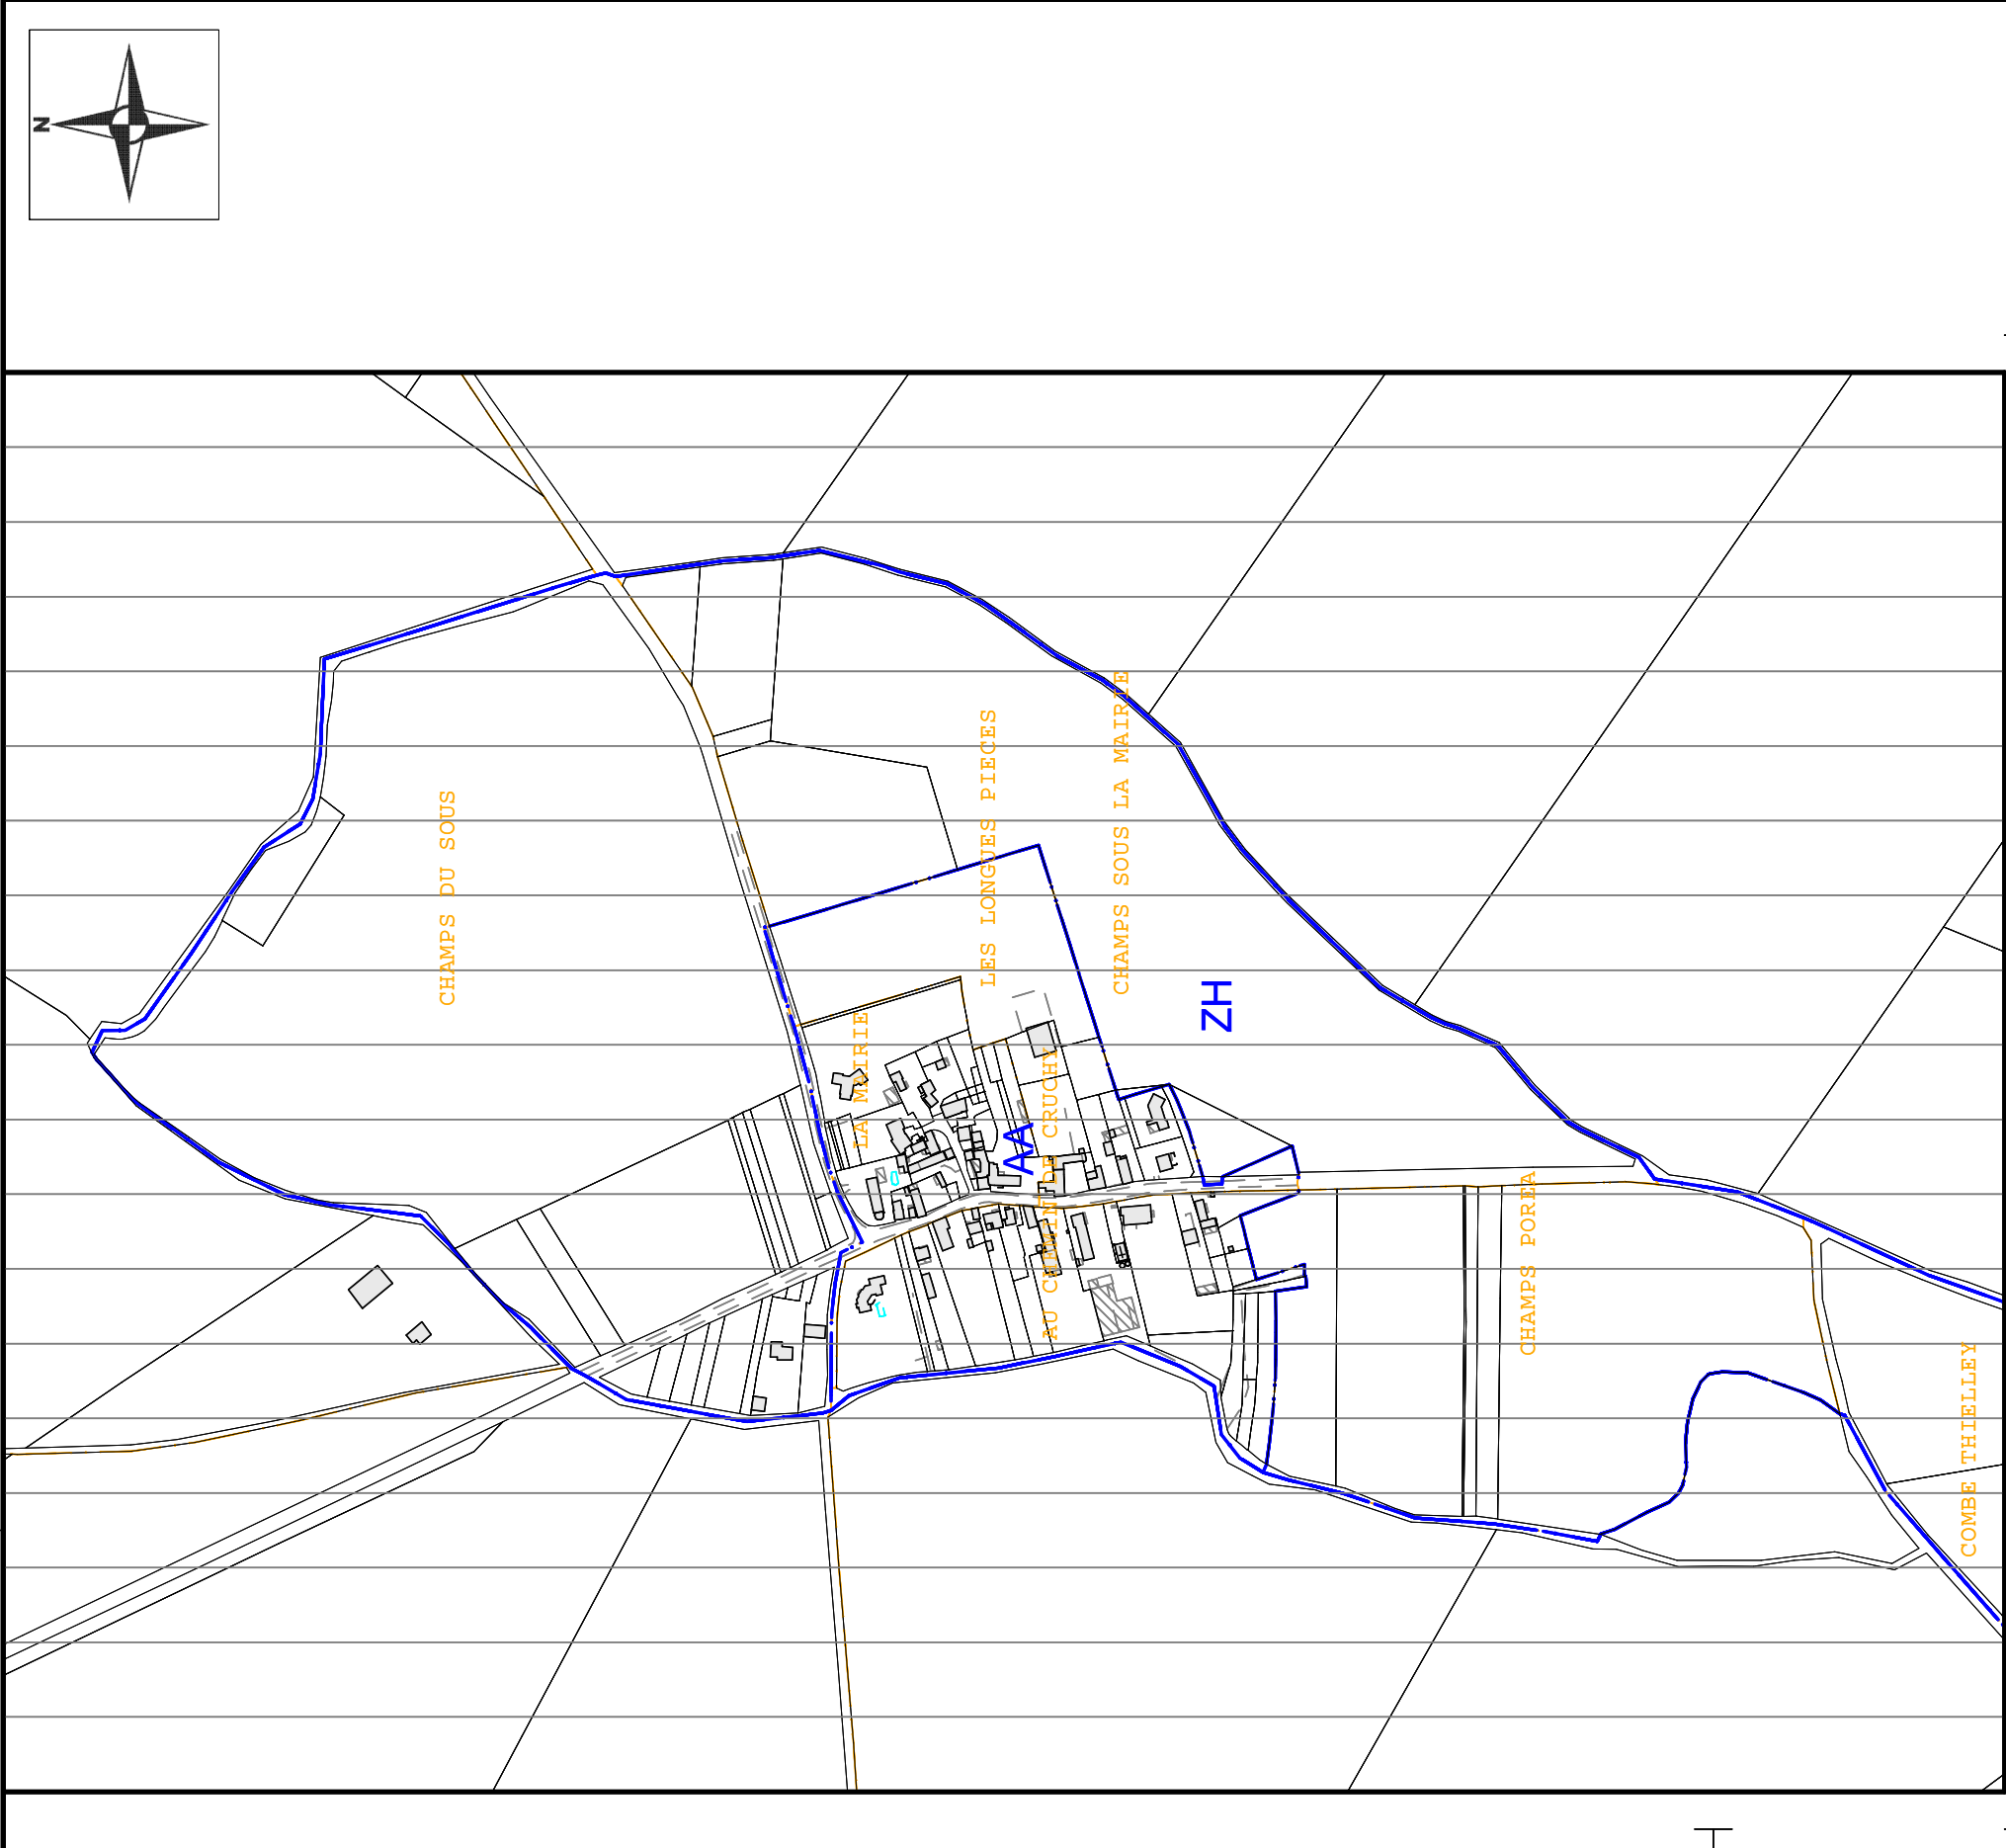 N
CHAMPS DU SOUS
LA MAIRIE
LES LONGUES PIECES
AA
AU CHEMIN DE CRUCHY
CHAMPS SOUS LA MAIRIE
ZH
CHAMPS POREA
COMBE THIELLEY